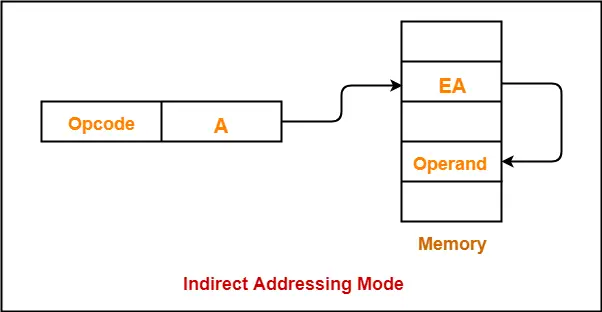 Opcode
A
EA
Operand
Memory
Indirect Addressing Mode